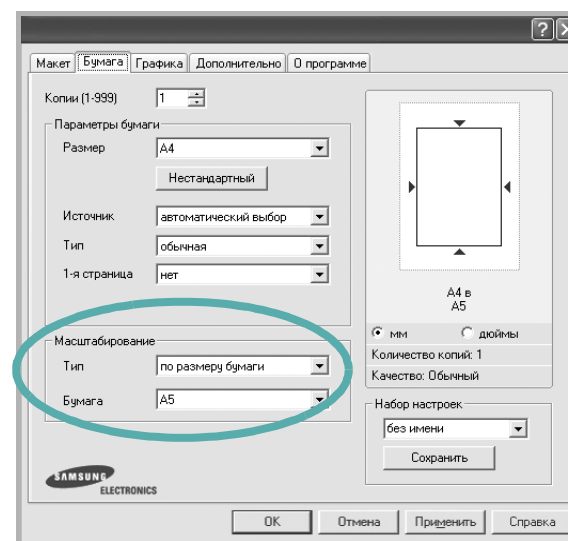 Макет Бумага Графика Дополнительно О программе
Копии (1-999) 1
Параметры бумаги
Размер A4
Нестандартный
Источник автоматический выбор
Тип обычная
1-я страница нет
Масштабирование
Тип по размеру бумаги
Бумага A5
A4 в
A5
мм дюймы
Количество копий: 1
Качество: Обычный
Набор настроек
без имени
Сохранить
SAMSUNG
ELECTRONICS
OK Отмена Применить Справка